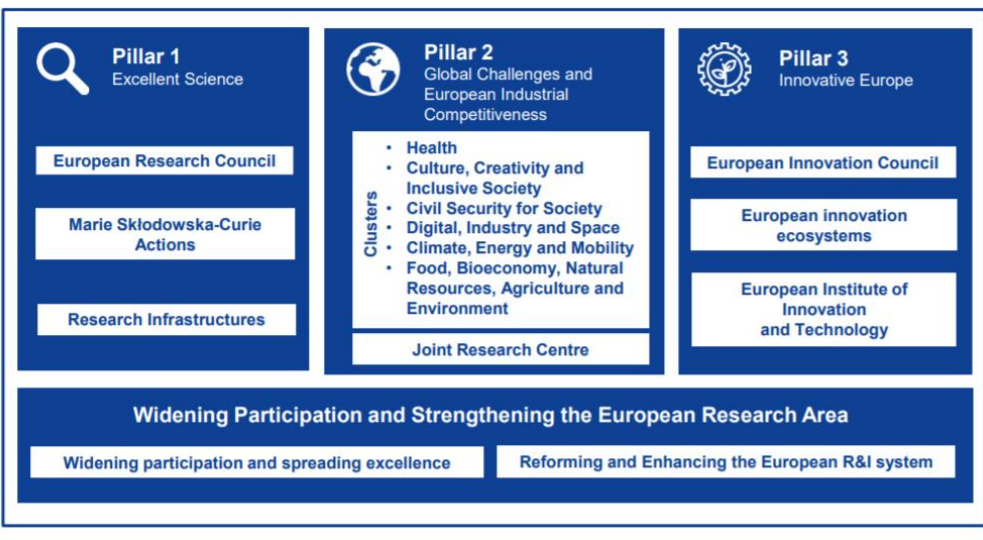 Pillar 1
Excellent Science
European Research Council
Marie Skłodowska-Curie
Actions
Research Infrastructures
Pillar 2
Global Challenges and
European Industrial
Competitiveness
Clusters
• Health
• Culture, Creativity and
Inclusive Society
• Civil Security for Society
• Digital, Industry and Space
• Climate, Energy and Mobility
• Food, Bioeconomy, Natural
Resources, Agriculture and
Environment
Joint Research Centre
Pillar 3
Innovative Europe
European Innovation Council
European innovation
ecosystems
European Institute of
Innovation
and Technology
Widening Participation and Strengthening the European Research Area
Widening participation and spreading excellence
Reforming and Enhancing the European R&I system